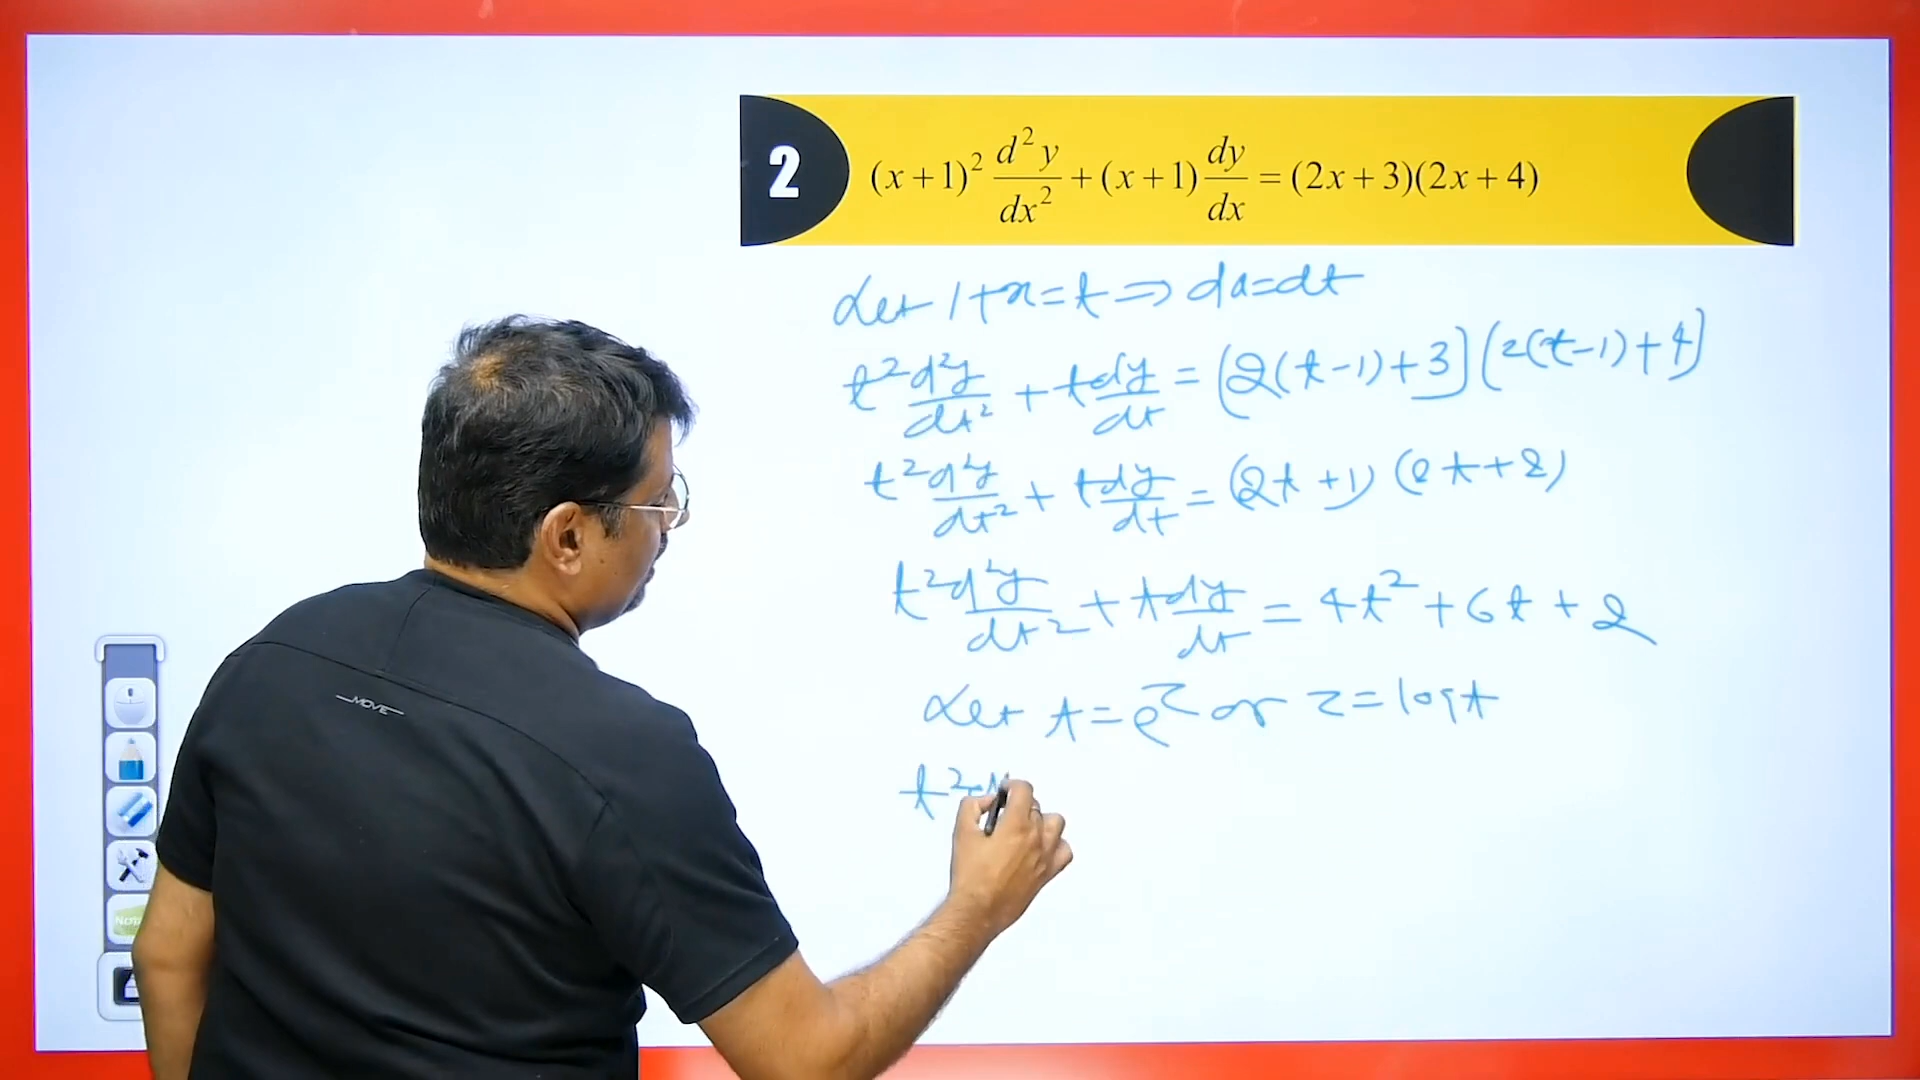 2
(x+1)² d²y/dx² + (x+1) dy/dx = (2x+3)(2x+4)
Let 1+x=t ⇒ dx=dt
t² d²y/dt² + t dy/dt = [2(t-1)+3] [2(t-1)+4]
t² d²y/dt² + t dy/dt = (2t+1) (2t+2)
t² d²y/dt² + t dy/dt = 4t² + 6t + 2
Let t = e^z or z = log t
t²
MOVE